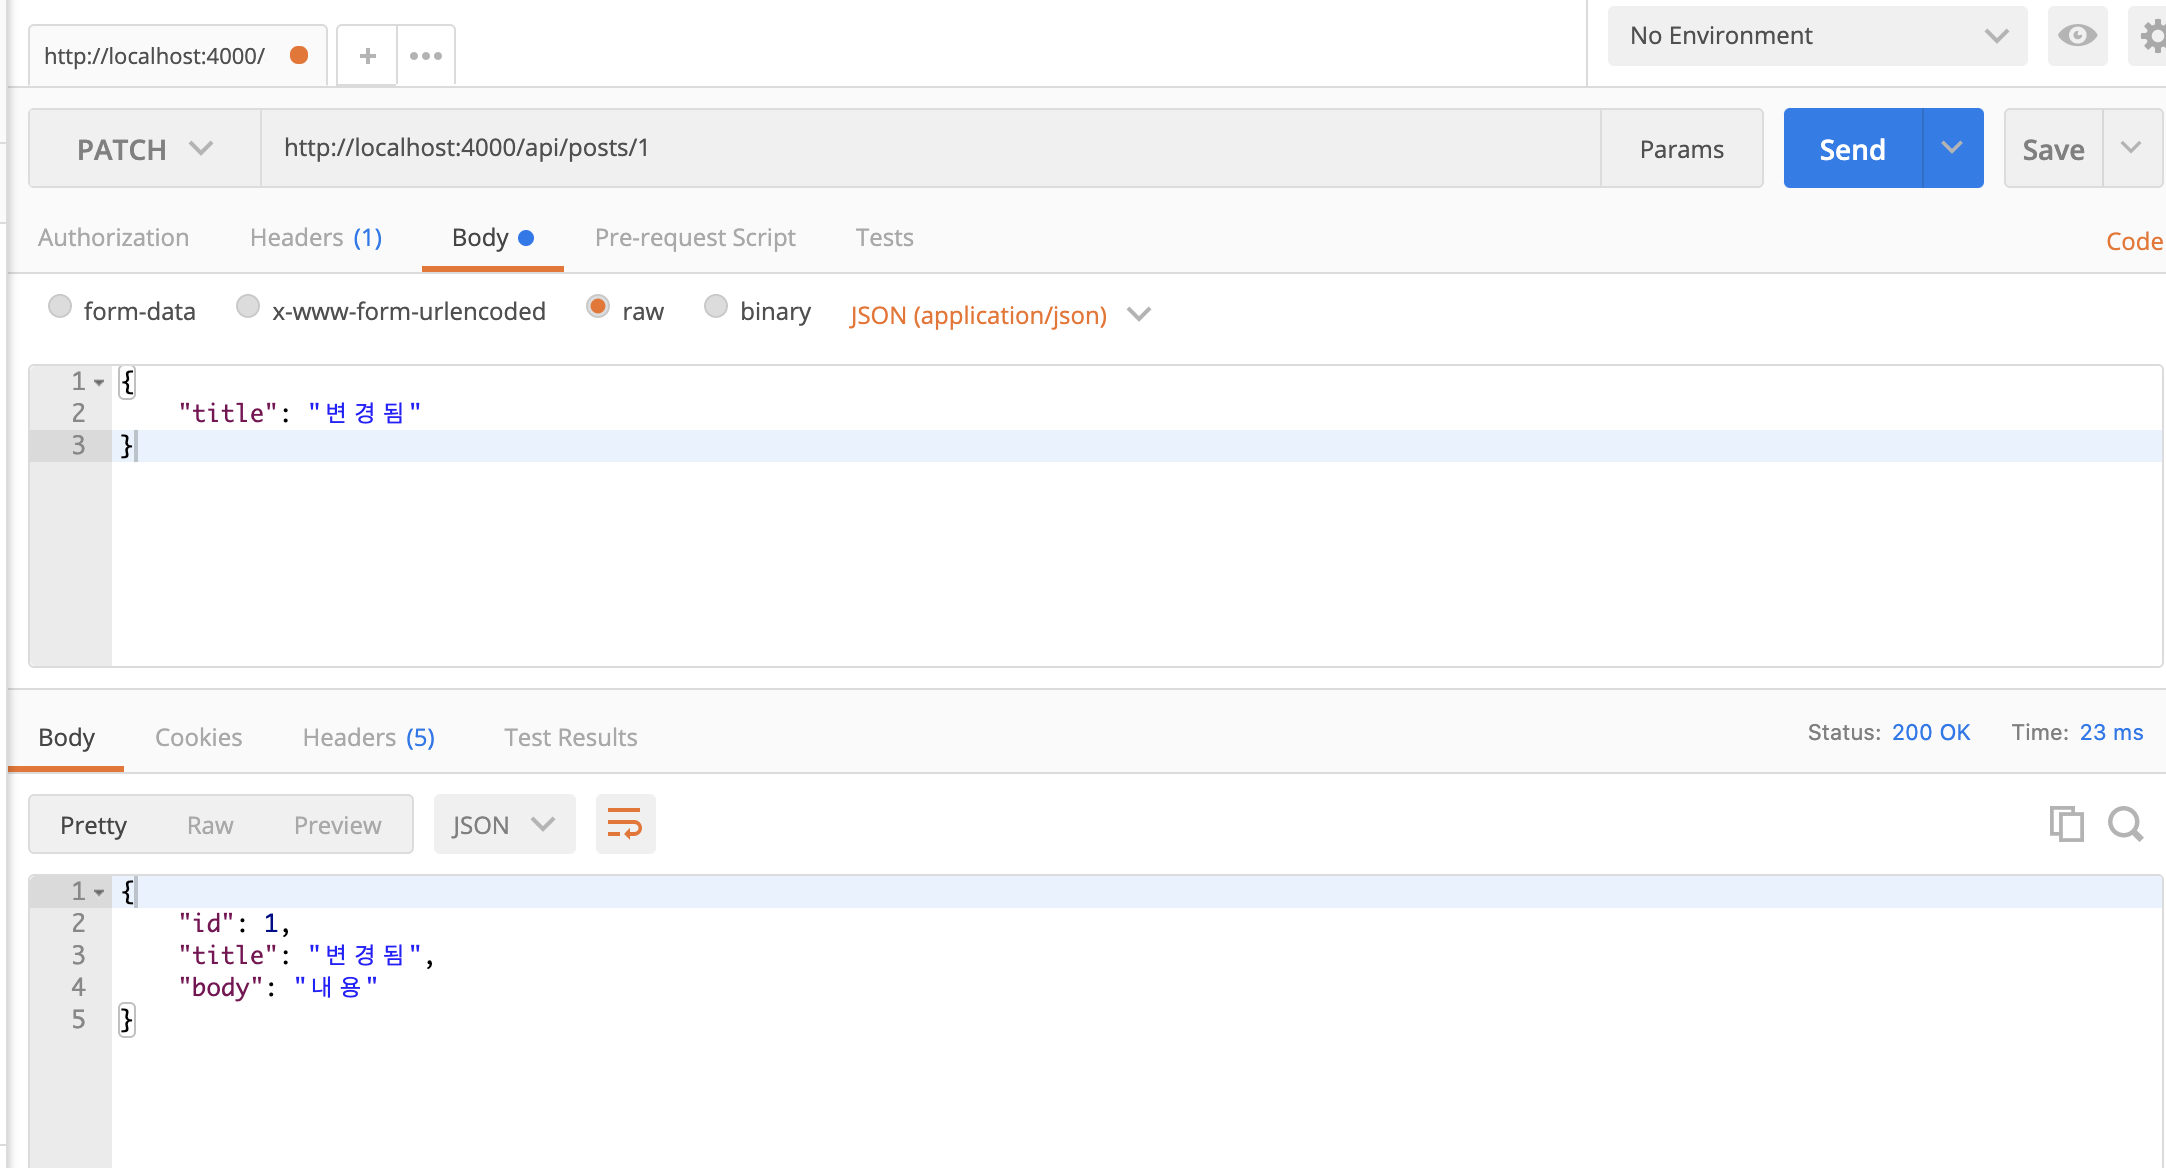 http://localhost:4000/
No Environment
PATCH http://localhost:4000/api/posts/1 Params Send Save
Authorization Headers (1) Body Pre-request Script Tests Code
form-data x-www-form-urlencoded raw binary JSON (application/json)
1 {
2 "title": "변경됨"
3 }
Body Cookies Headers (5) Test Results Status: 200 OK Time: 23 ms
Pretty Raw Preview JSON
1 {
2 "id": 1,
3 "title": "변경됨",
4 "body": "내용"
5 }